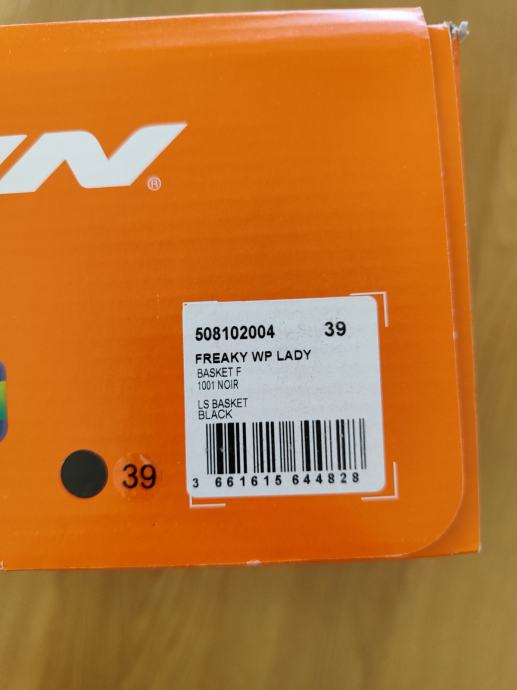 ®
508102004 39
FREAKY WP LADY
BASKET F
1001 NOIR
LS BASKET
BLACK
3 661615 644828
39